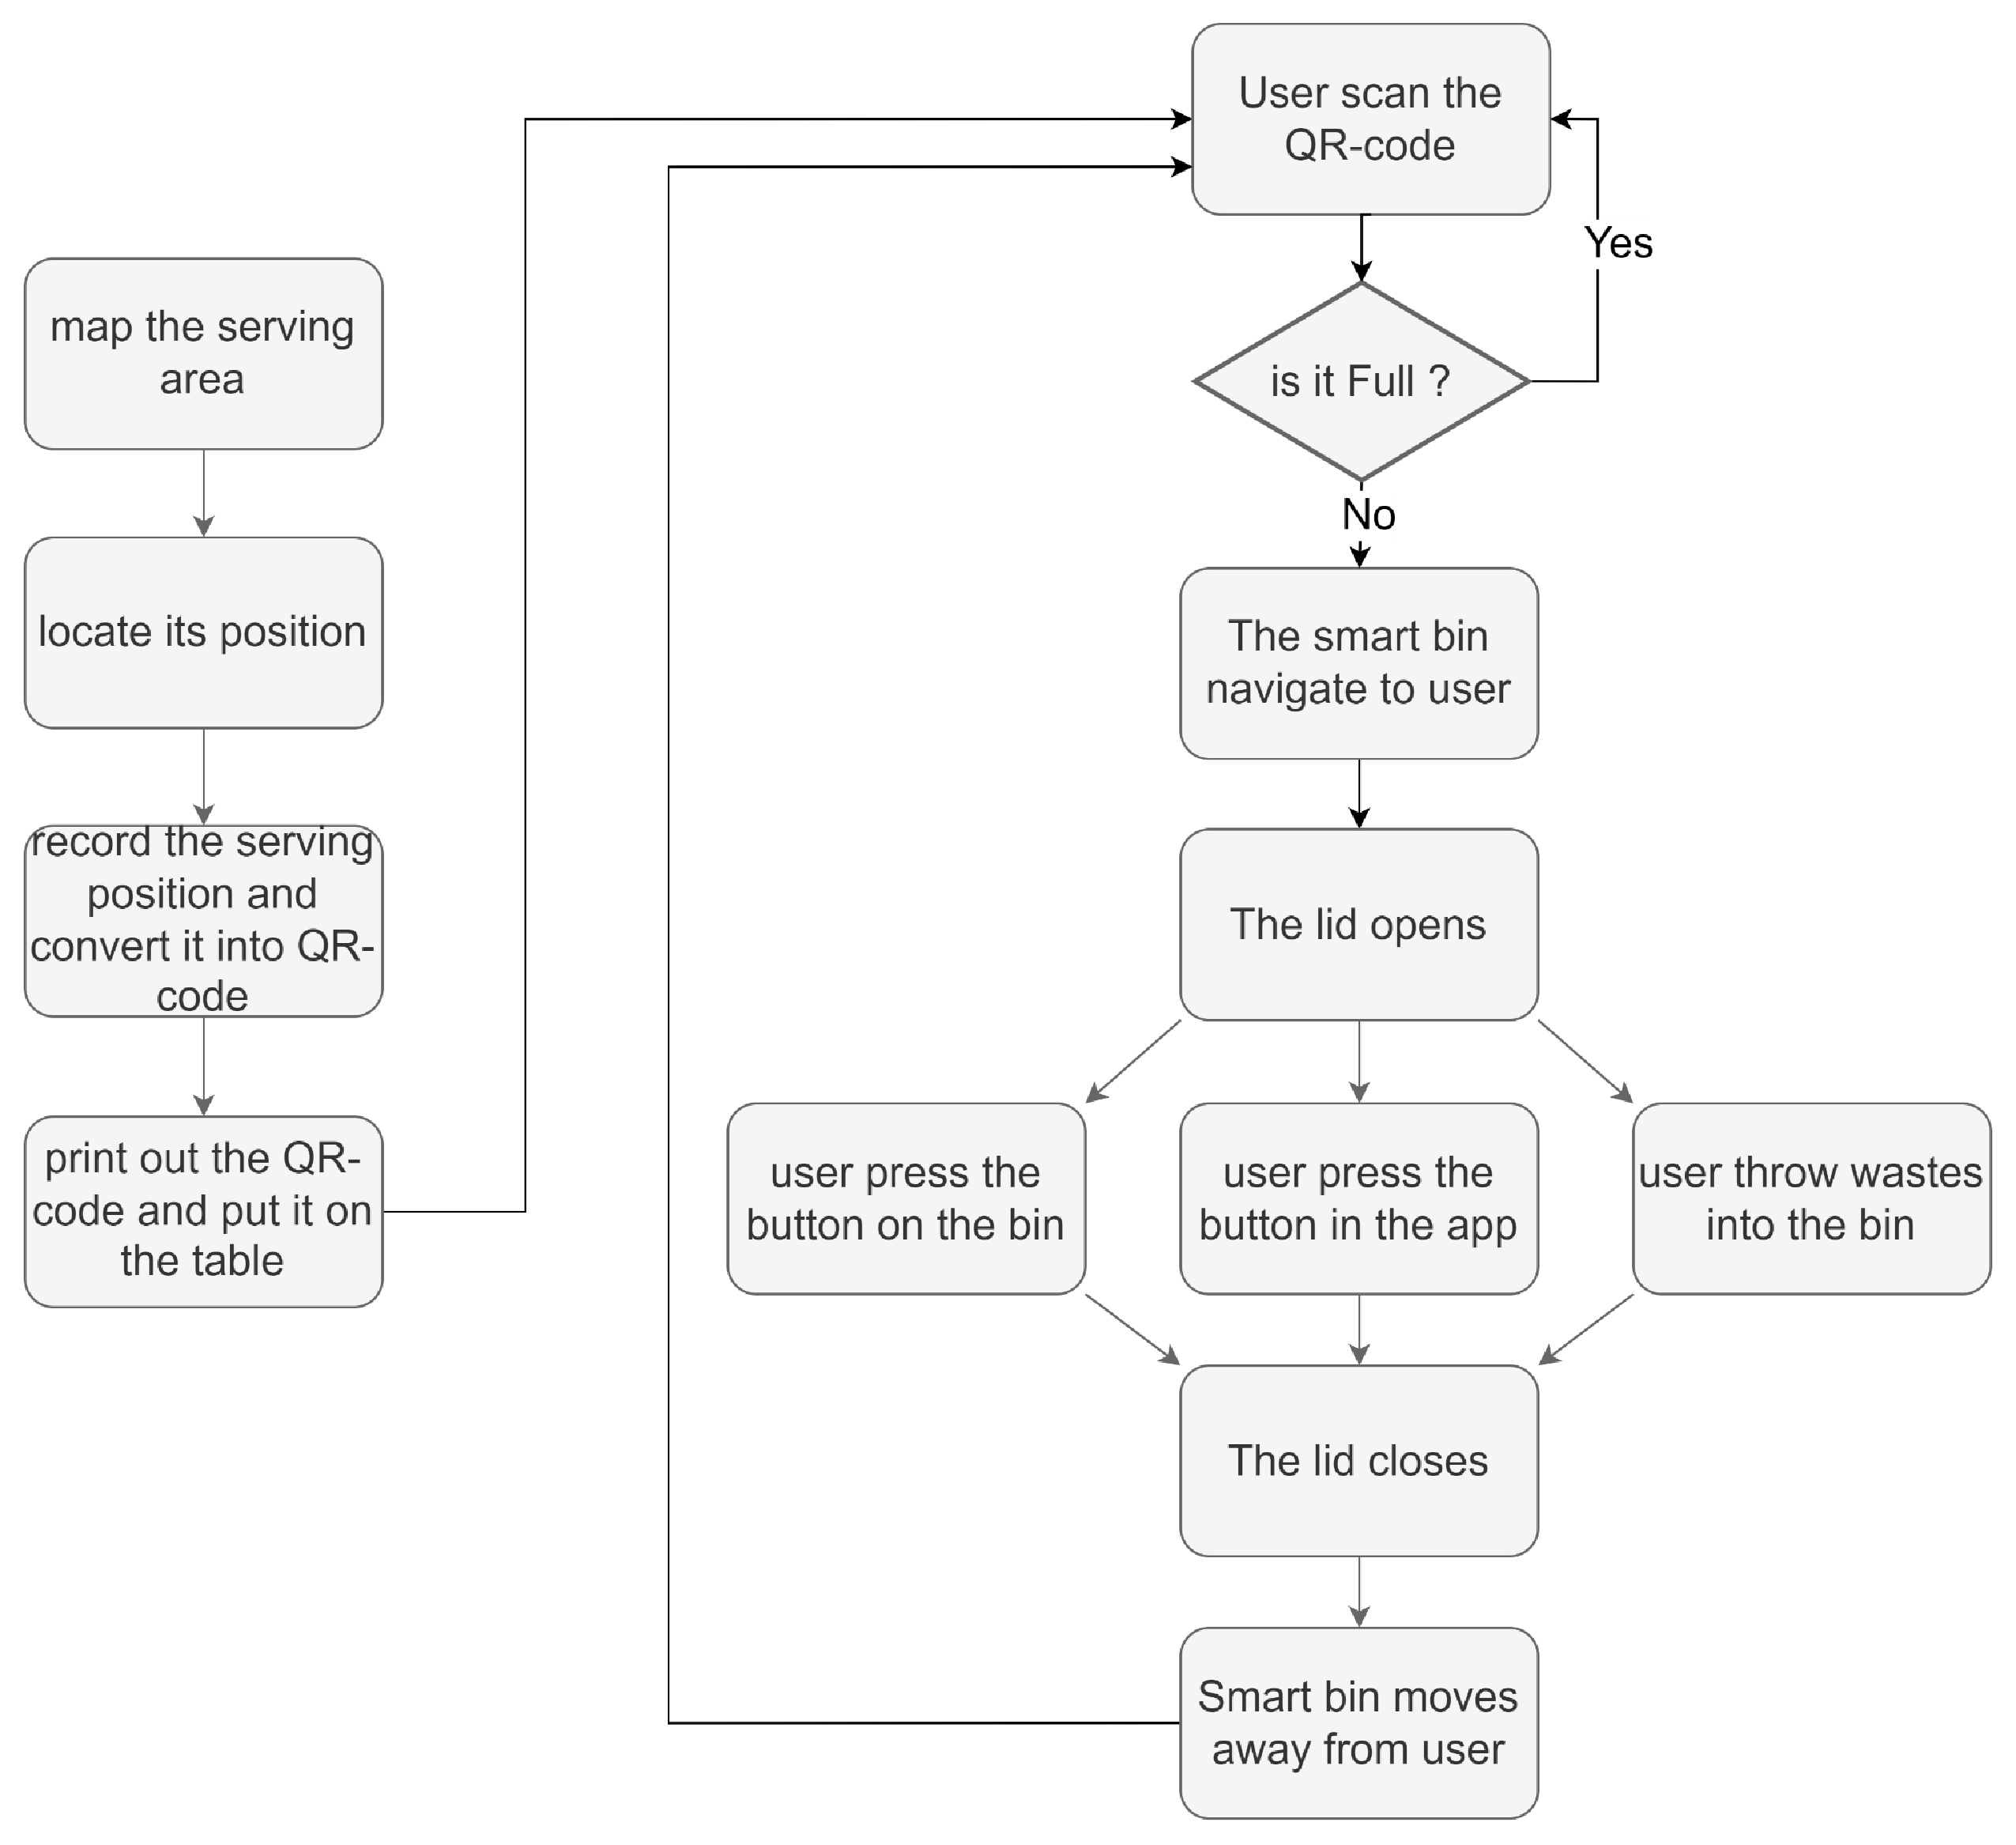 map the serving
area
locate its position
record the serving
position and
convert it into QR-
code
print out the QR-
code and put it on
the table
User scan the
QR-code
Yes
is it Full ?
No
The smart bin
navigate to user
The lid opens
user press the
button on the bin
user press the
button in the app
user throw wastes
into the bin
The lid closes
Smart bin moves
away from user